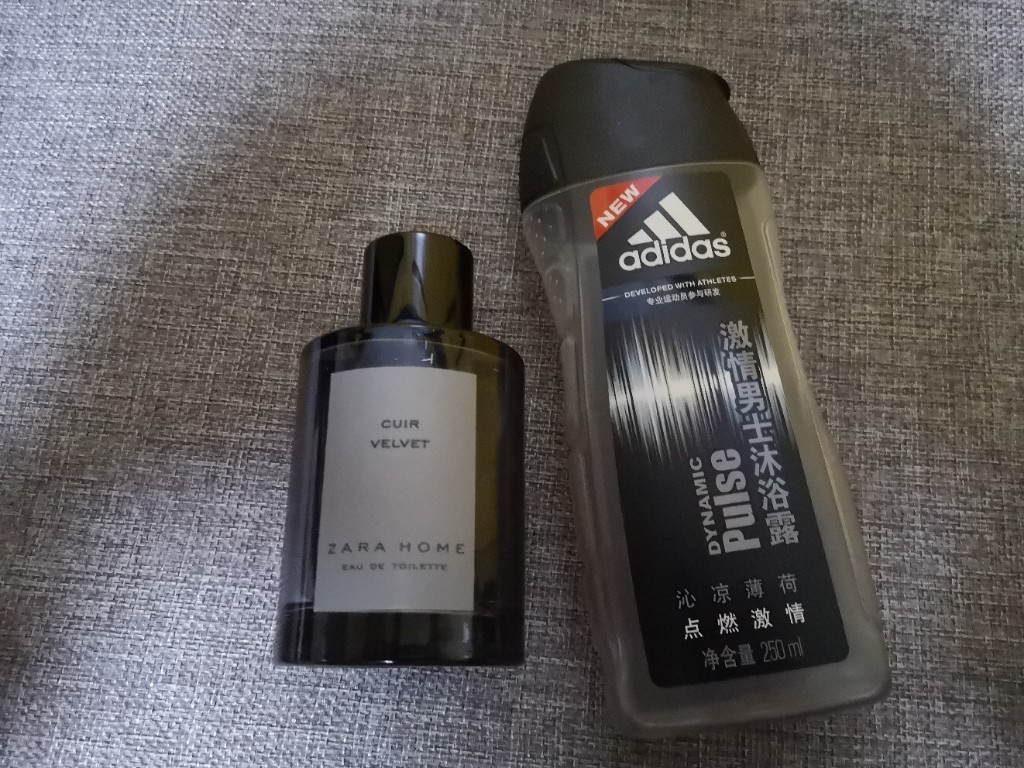 CUIR
VELVET
ZARA HOME
EAU DE TOILETTE
NEW
adidas®
DEVELOPED WITH ATHLETES
专业运动员参与研发
激情男士沐浴露
DYNAMIC
pulse
沁凉薄荷
点燃激情
净含量 250 ml